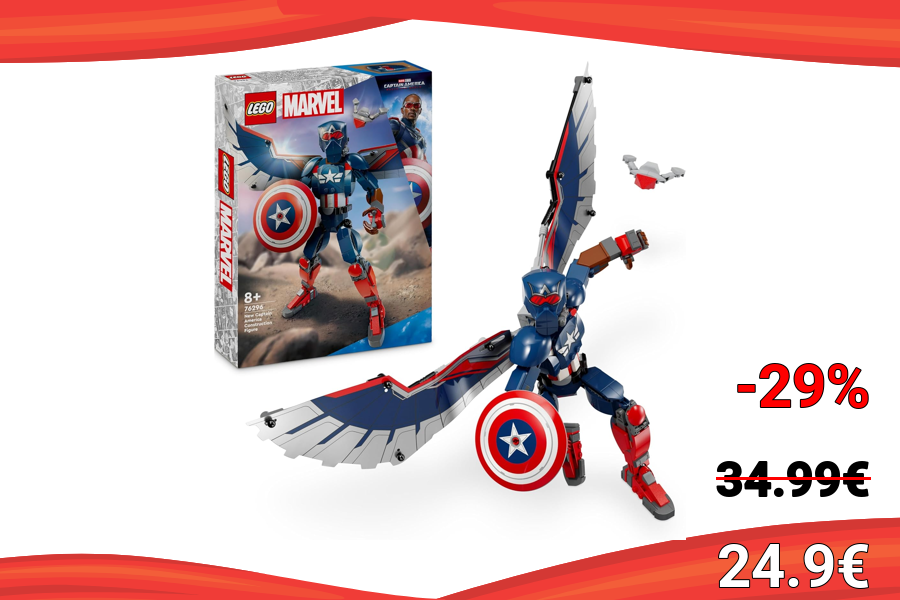 LEGO
MARVEL
CAPTAIN AMERICA
LEGO MARVEL
8+
76296
New Captain
America
Construction
Figure
-29%
34.99€
24.9€